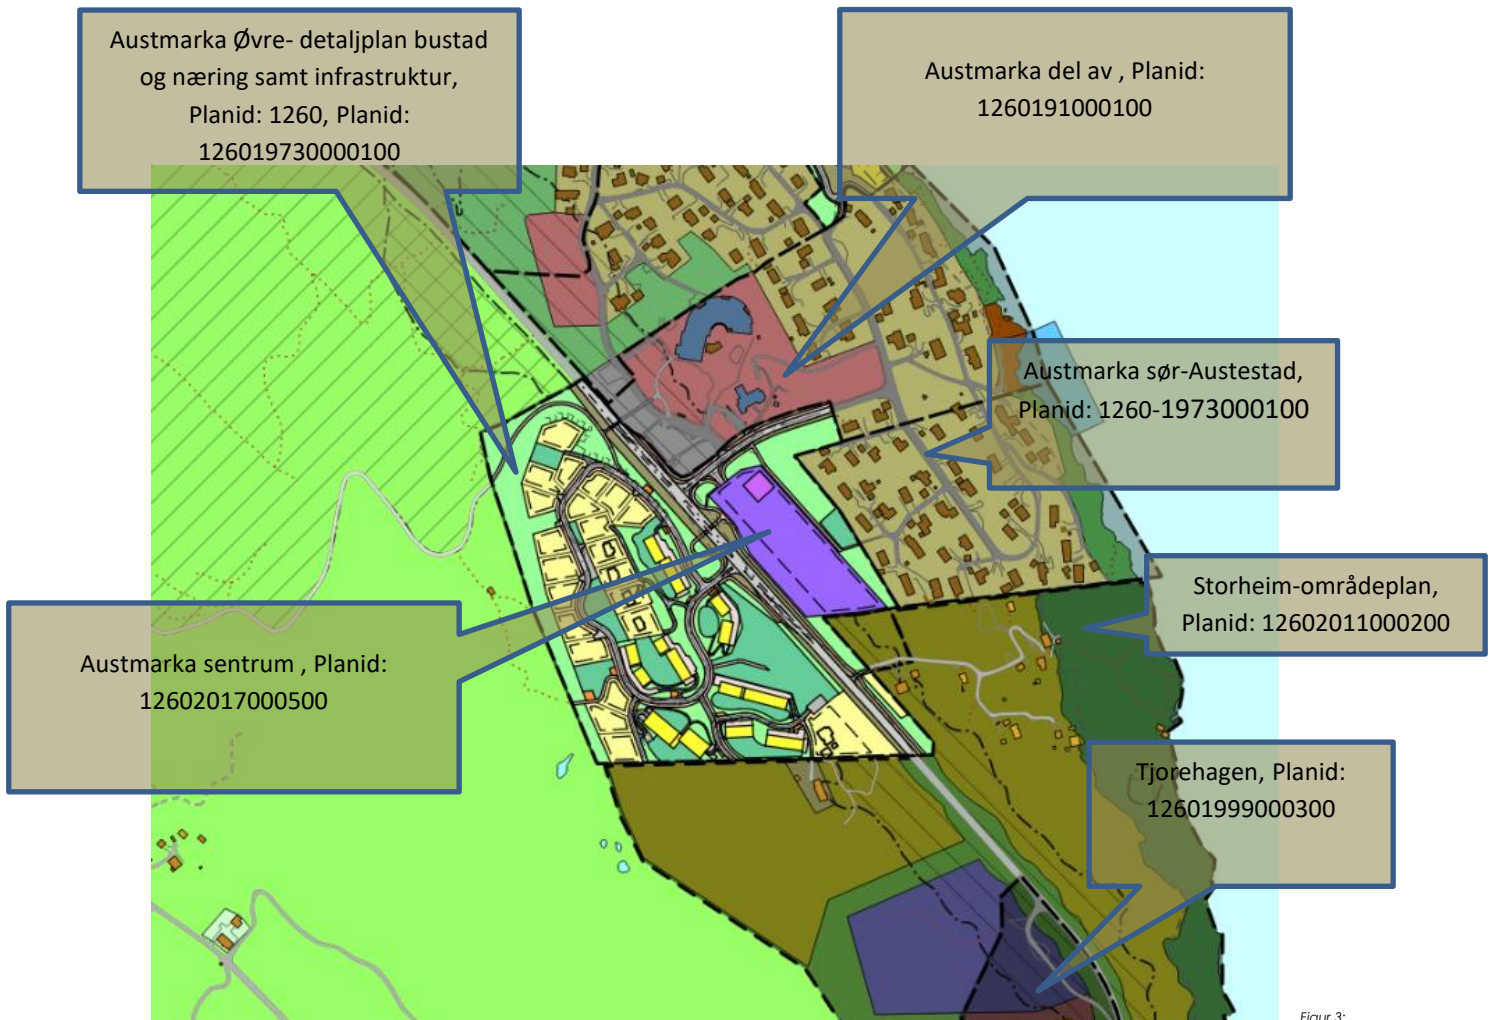 Austmarka Øvre- detaljplan bustad
og næring samt infrastruktur,
Planid: 1260, Planid:
126019730000100
Austmarka del av , Planid:
1260191000100
Austmarka sør-Austestad,
Planid: 1260-1973000100
Storheim-områdeplan,
Planid: 12602011000200
Austmarka sentrum , Planid:
12602017000500
Tjorehagen, Planid:
12601999000300
Figur 3: